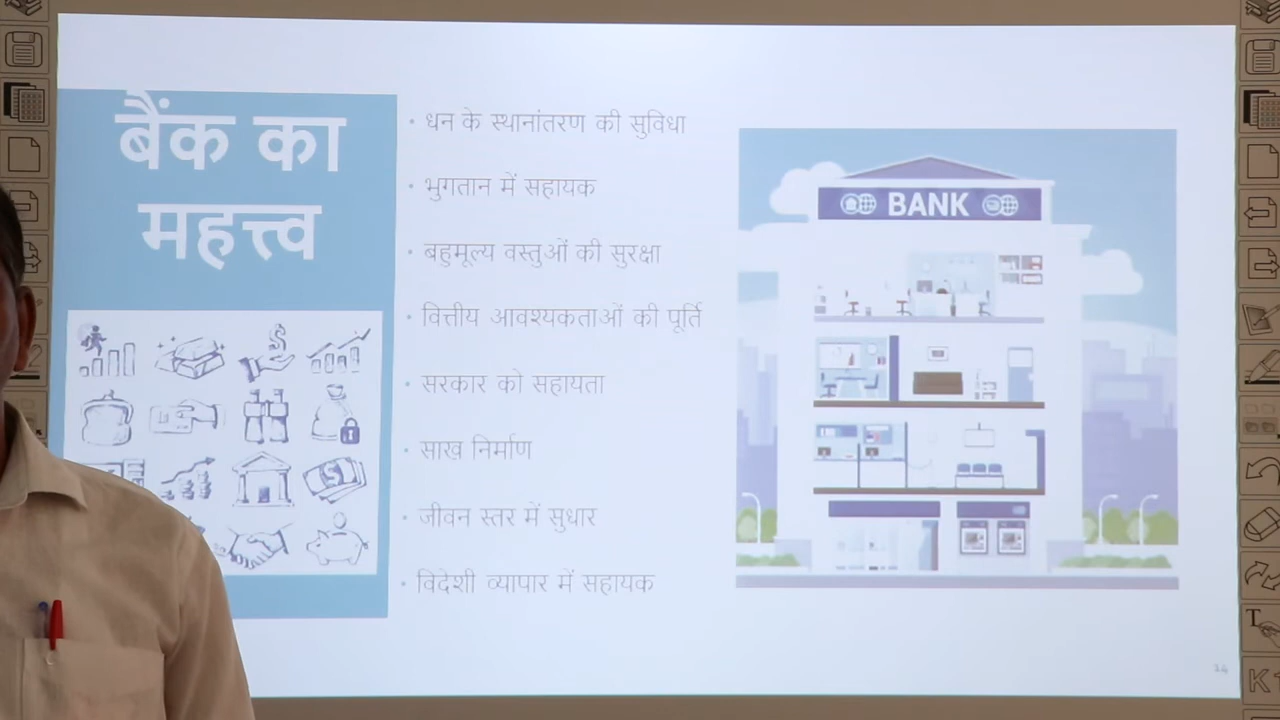 बैंक का
महत्त्व
• धन के स्थानांतरण की सुविधा
• भुगतान में सहायक
• बहुमूल्य वस्तुओं की सुरक्षा
• वित्तीय आवश्यकताओं की पूर्ति
• सरकार को सहायता
• साख निर्माण
• जीवन स्तर में सुधार
• विदेशी व्यापार में सहायक
BANK
14
T
K